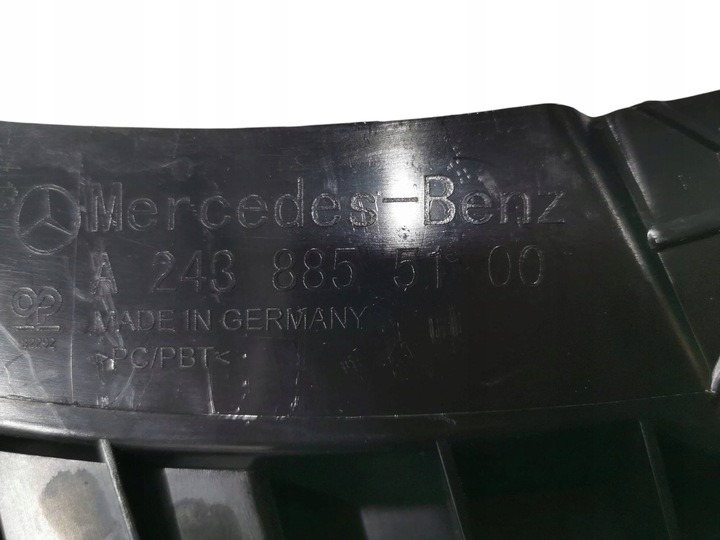 Mercedes-Benz
A 243 885 51 00
MADE IN GERMANY
>PC/PBT<